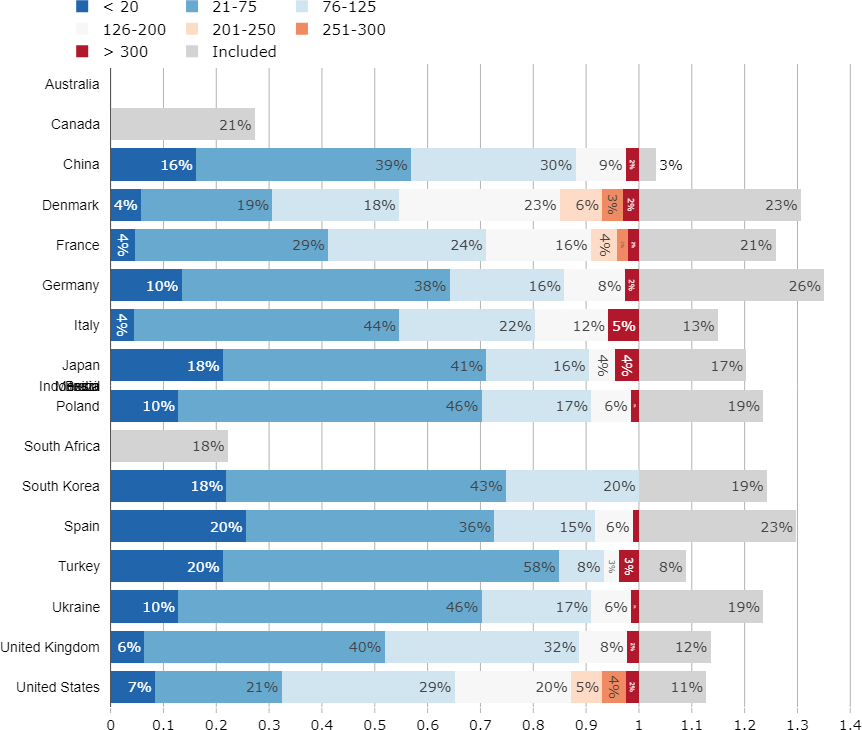 < 20 21-75 76-125
126-200 201-250 251-300
> 300 Included
Australia
Canada 21%
China 16% 39% 30% 9% 2% 3%
Denmark 4% 19% 18% 23% 6% 3% 2% 23%
France 4% 29% 24% 16% 4% 21%
Germany 10% 38% 16% 8% 2% 26%
Italy 4% 44% 22% 12% 5% 13%
Japan 18% 41% 16% 4% 4% 17%
Poland 10% 46% 17% 6% 19%
South Africa 18%
South Korea 18% 43% 20% 19%
Spain 20% 36% 15% 6% 23%
Turkey 20% 58% 8% 3% 3% 8%
Ukraine 10% 46% 17% 6% 19%
United Kingdom 6% 40% 32% 8% 2% 12%
United States 7% 21% 29% 20% 5% 4% 2% 11%
0 0.1 0.2 0.3 0.4 0.5 0.6 0.7 0.8 0.9 1 1.1 1.2 1.3 1.4